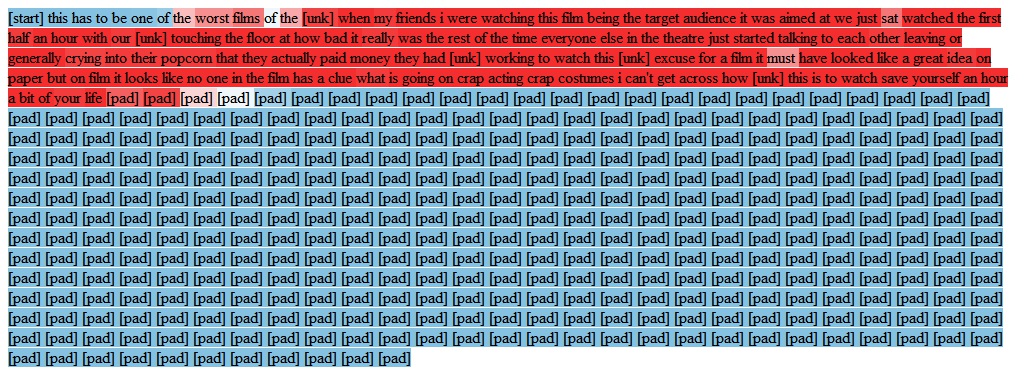 [start] this has to be one of the worst films of the [unk] when my friends i were watching this film being the target audience it was aimed at we just sat watched the first
half an hour with our [unk] touching the floor at how bad it really was the rest of the time everyone else in the theatre just started talking to each other leaving or
generally crying into their popcorn that they actually paid money they had [unk] working to watch this [unk] excuse for a film it must have looked like a great idea on
paper but on film it looks like no one in the film has a clue what is going on crap acting crap costumes i can't get across how [unk] this is to watch save yourself an hour
a bit of your life [pad] [pad] [pad] [pad] [pad] [pad] [pad] [pad] [pad] [pad] [pad] [pad] [pad] [pad] [pad] [pad] [pad] [pad] [pad] [pad] [pad] [pad] [pad] [pad]
[pad] [pad] [pad] [pad] [pad] [pad] [pad] [pad] [pad] [pad] [pad] [pad] [pad] [pad] [pad] [pad] [pad] [pad] [pad] [pad] [pad] [pad] [pad] [pad] [pad] [pad] [pad]
[pad] [pad] [pad] [pad] [pad] [pad] [pad] [pad] [pad] [pad] [pad] [pad] [pad] [pad] [pad] [pad] [pad] [pad] [pad] [pad] [pad] [pad] [pad] [pad] [pad] [pad] [pad]
[pad] [pad] [pad] [pad] [pad] [pad] [pad] [pad] [pad] [pad] [pad] [pad] [pad] [pad] [pad] [pad] [pad] [pad] [pad] [pad] [pad] [pad] [pad] [pad] [pad] [pad] [pad]
[pad] [pad] [pad] [pad] [pad] [pad] [pad] [pad] [pad] [pad] [pad] [pad] [pad] [pad] [pad] [pad] [pad] [pad] [pad] [pad] [pad] [pad] [pad] [pad] [pad] [pad] [pad]
[pad] [pad] [pad] [pad] [pad] [pad] [pad] [pad] [pad] [pad] [pad] [pad] [pad] [pad] [pad] [pad] [pad] [pad] [pad] [pad] [pad] [pad] [pad] [pad] [pad] [pad] [pad]
[pad] [pad] [pad] [pad] [pad] [pad] [pad] [pad] [pad] [pad] [pad] [pad] [pad] [pad] [pad] [pad] [pad] [pad] [pad] [pad] [pad] [pad] [pad] [pad] [pad] [pad] [pad]
[pad] [pad] [pad] [pad] [pad] [pad] [pad] [pad] [pad] [pad] [pad] [pad] [pad] [pad] [pad] [pad] [pad] [pad] [pad] [pad] [pad] [pad] [pad] [pad] [pad] [pad] [pad]
[pad] [pad] [pad] [pad] [pad] [pad] [pad] [pad] [pad] [pad] [pad] [pad] [pad] [pad] [pad] [pad] [pad] [pad] [pad] [pad] [pad] [pad] [pad] [pad] [pad] [pad] [pad]
[pad] [pad] [pad] [pad] [pad] [pad] [pad] [pad] [pad] [pad] [pad] [pad] [pad] [pad] [pad] [pad] [pad] [pad] [pad] [pad] [pad] [pad] [pad] [pad] [pad] [pad] [pad]
[pad] [pad] [pad] [pad] [pad] [pad] [pad] [pad] [pad] [pad] [pad] [pad] [pad] [pad] [pad] [pad] [pad] [pad] [pad] [pad] [pad] [pad] [pad] [pad] [pad] [pad] [pad]
[pad] [pad] [pad] [pad] [pad] [pad] [pad] [pad] [pad] [pad] [pad] [pad] [pad] [pad] [pad] [pad] [pad] [pad] [pad] [pad] [pad] [pad] [pad] [pad] [pad] [pad] [pad]
[pad] [pad] [pad] [pad] [pad] [pad] [pad] [pad] [pad] [pad] [pad] [pad] [pad] [pad] [pad] [pad] [pad] [pad] [pad] [pad] [pad] [pad] [pad] [pad] [pad] [pad] [pad]
[pad] [pad] [pad] [pad] [pad] [pad] [pad] [pad] [pad] [pad] [pad]